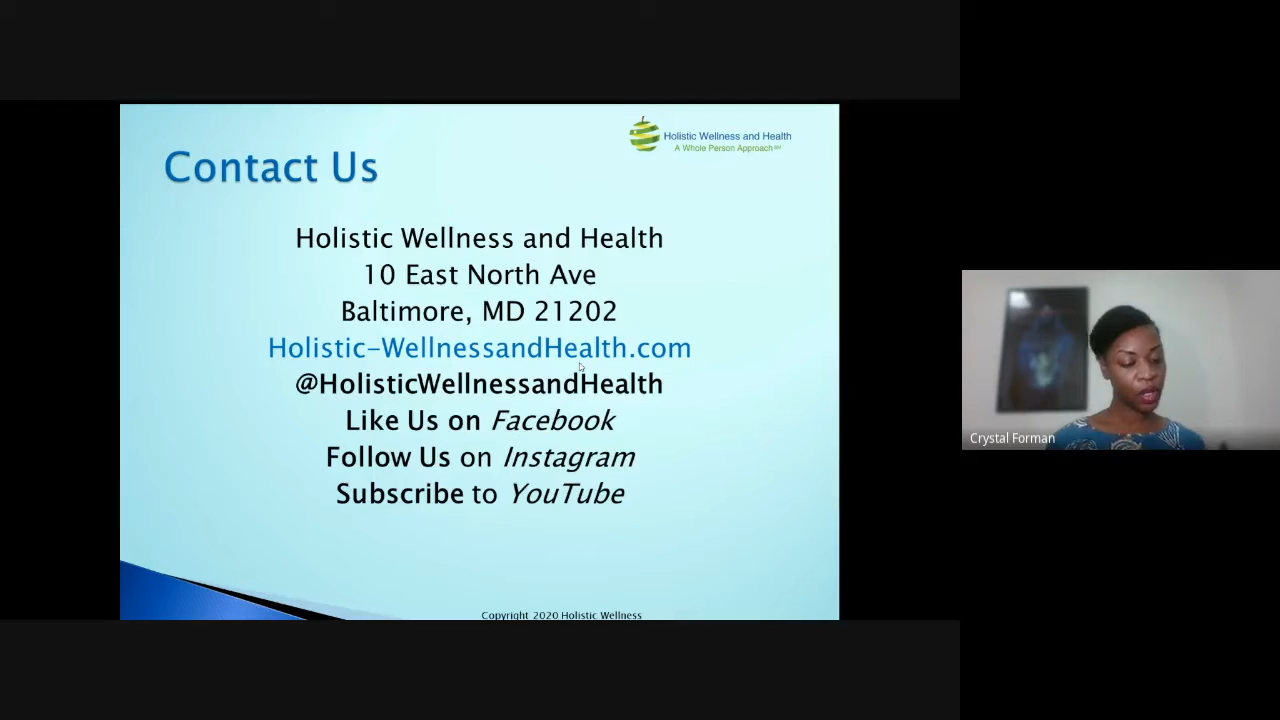 Holistic Wellness and Health
A Whole Person Approach℠
Contact Us
Holistic Wellness and Health
10 East North Ave
Baltimore, MD 21202
Holistic-WellnessandHealth.com
@HolisticWellnessandHealth
Like Us on Facebook
Follow Us on Instagram
Subscribe to YouTube
Copyright 2020 Holistic Wellness
Crystal Forman